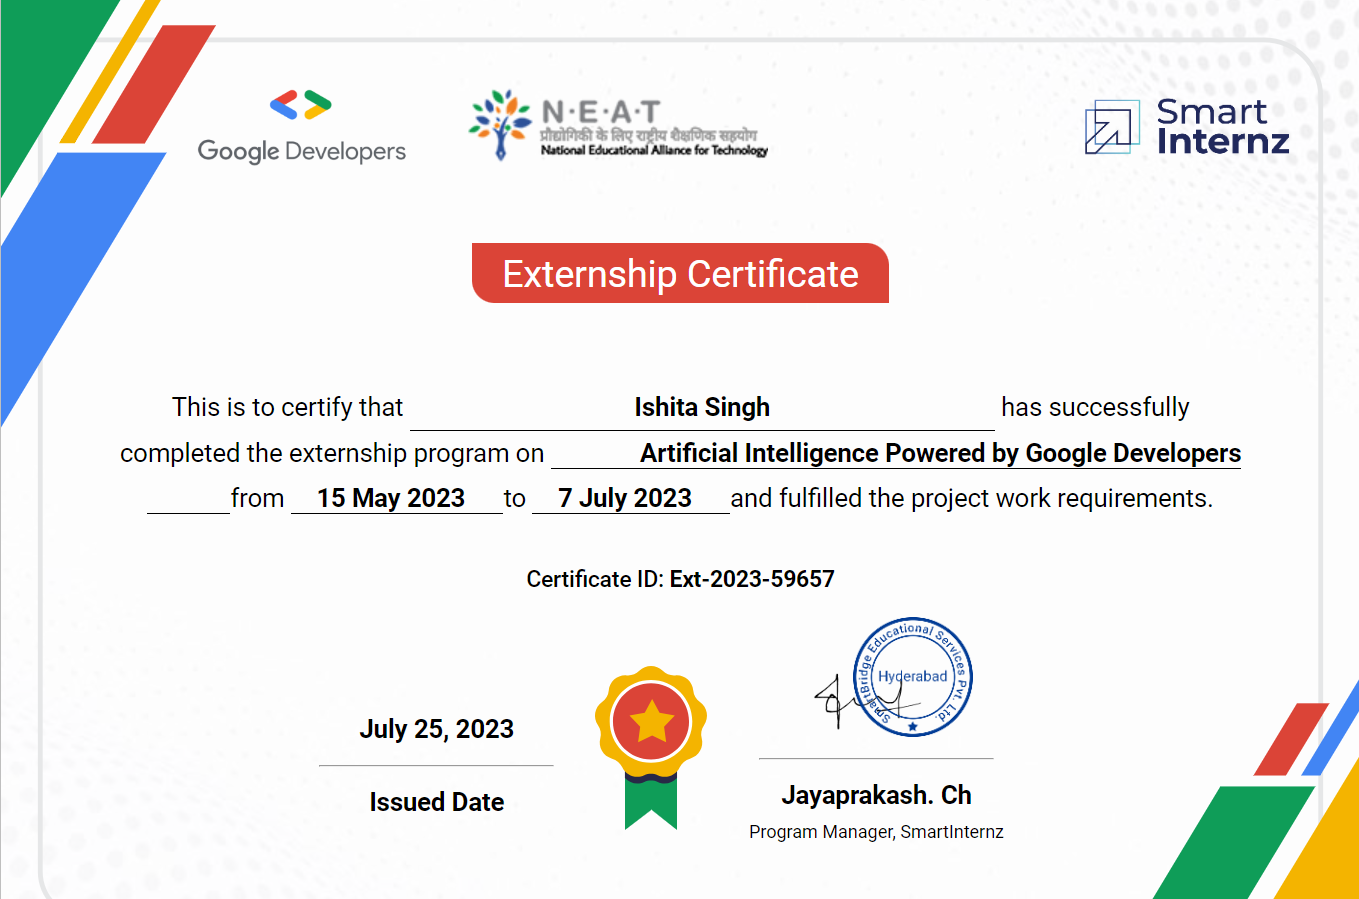 Google Developers
N·E·A·T
प्रौद्योगिकी के लिए राष्ट्रीय शैक्षणिक सहयोग
National Educational Alliance for Technology
Smart
Internz
Externship Certificate
This is to certify that Ishita Singh has successfully
completed the externship program on Artificial Intelligence Powered by Google Developers
from 15 May 2023 to 7 July 2023 and fulfilled the project work requirements.
Certificate ID: Ext-2023-59657
SmartBridge Educational Services Pvt. Ltd.
Hyderabad
July 25, 2023
Issued Date
Jayaprakash. Ch
Program Manager, SmartInternz